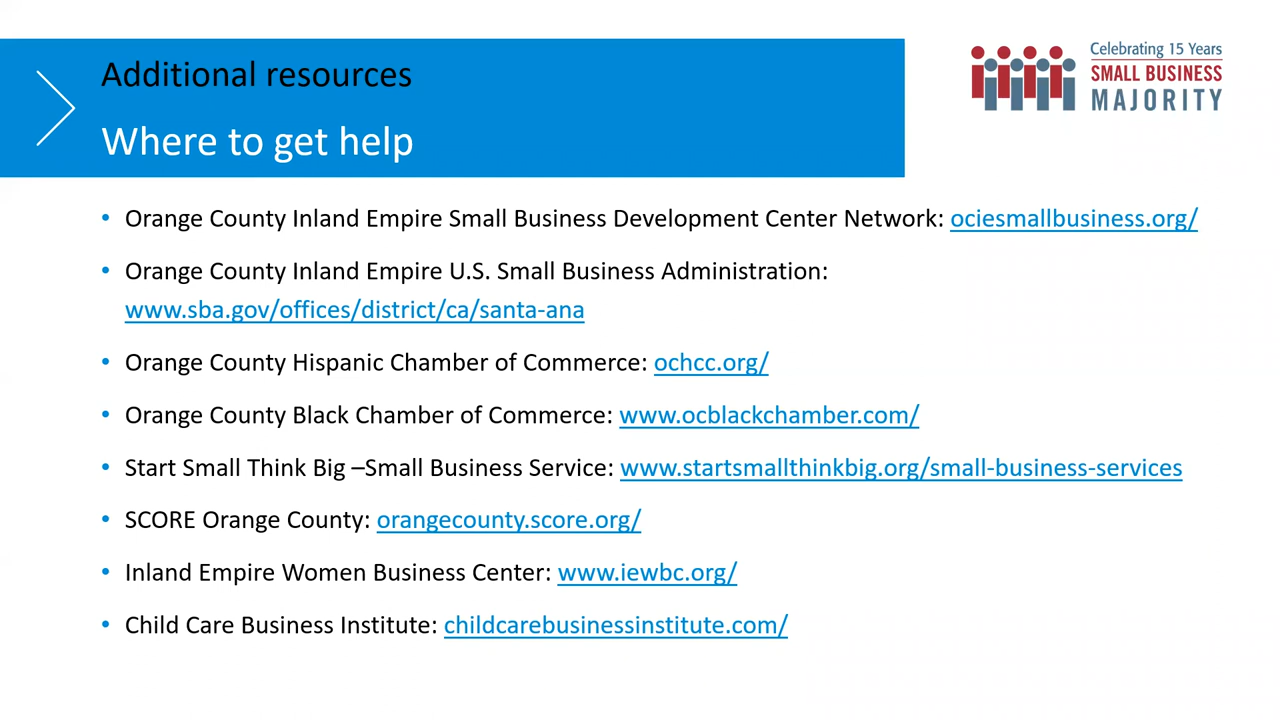 Additional resources
Where to get help
Celebrating 15 Years
SMALL BUSINESS
MAJORITY
• Orange County Inland Empire Small Business Development Center Network: ociesmallbusiness.org/
• Orange County Inland Empire U.S. Small Business Administration:
www.sba.gov/offices/district/ca/santa-ana
• Orange County Hispanic Chamber of Commerce: ochcc.org/
• Orange County Black Chamber of Commerce: www.ocblackchamber.com/
• Start Small Think Big –Small Business Service: www.startsmallthinkbig.org/small-business-services
• SCORE Orange County: orangecounty.score.org/
• Inland Empire Women Business Center: www.iewbc.org/
• Child Care Business Institute: childcarebusinessinstitute.com/